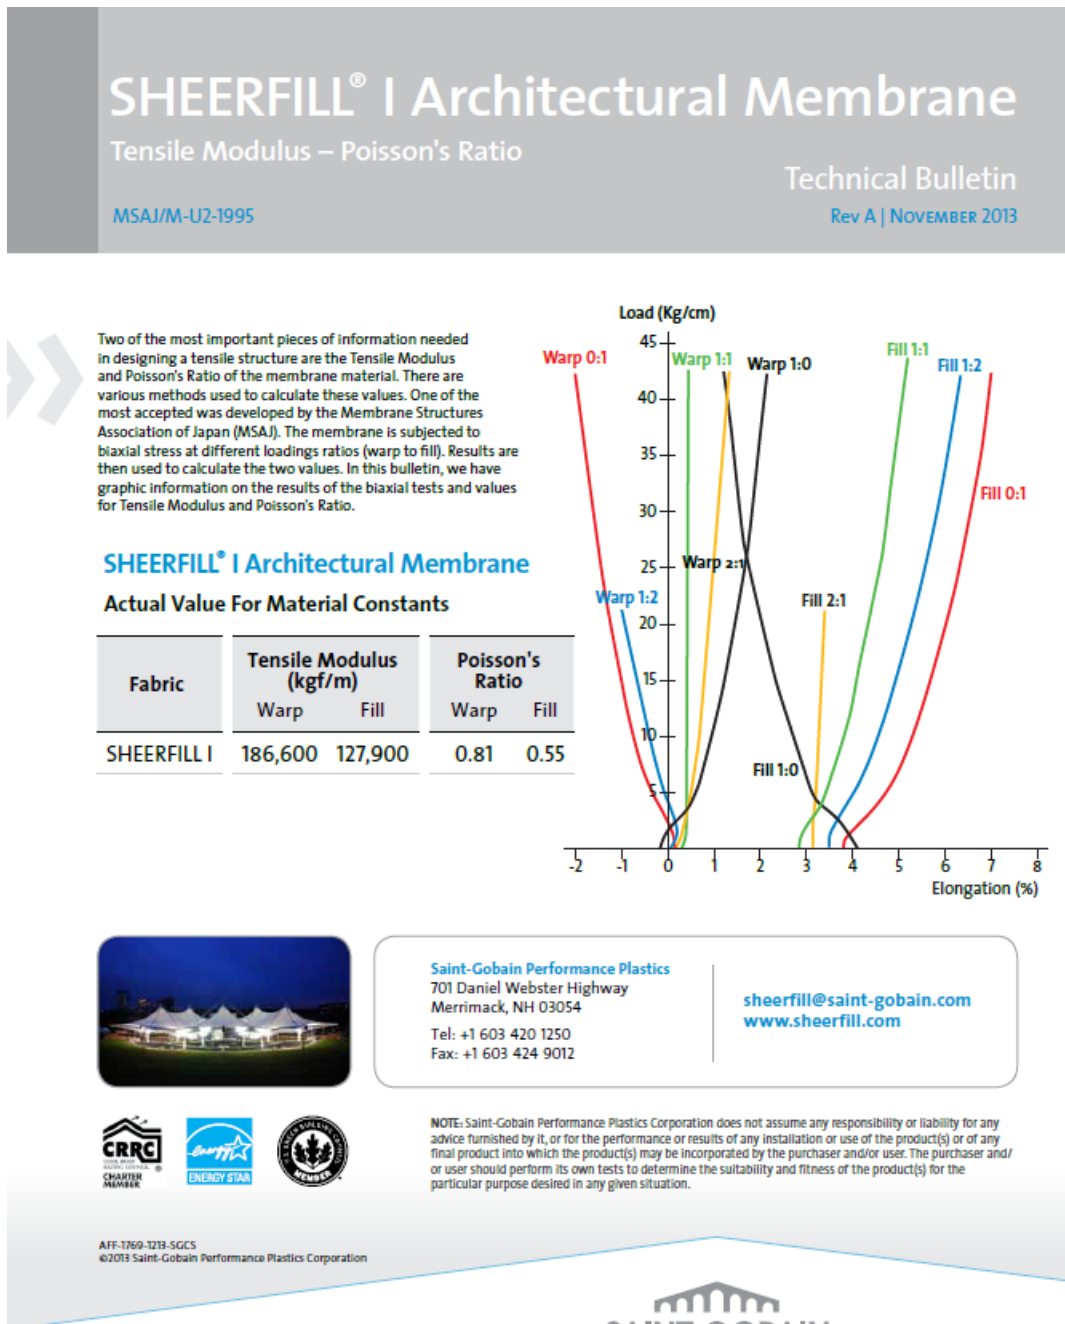 SHEERFILL® I Architectural Membrane
Tensile Modulus – Poisson's Ratio
Technical Bulletin
MSAJ/M-U2-1995
Rev A | November 2013
Two of the most important pieces of information needed
in designing a tensile structure are the Tensile Modulus
and Poisson's Ratio of the membrane material. There are
various methods used to calculate these values. One of the
most accepted was developed by the Membrane Structures
Association of Japan (MSAJ). The membrane is subjected to
biaxial stress at different loadings ratios (warp to fill). Results are
then used to calculate the two values. In this bulletin, we have
graphic information on the results of the biaxial tests and values
for Tensile Modulus and Poisson's Ratio.
SHEERFILL® I Architectural Membrane
Actual Value For Material Constants
Fabric
Tensile Modulus
(kgf/m)
Warp Fill
Poisson's
Ratio
Warp Fill
SHEERFILL I 186,600 127,900 0.81 0.55
Load (Kg/cm)
45
40
35
30
25
20
15
10
5
Warp 0:1
Warp 1:1
Warp 1:0
Fill 1:1
Fill 1:2
Fill 0:1
Warp 2:1
Warp 1:2
Fill 2:1
Fill 1:0
-2 -1 0 1 2 3 4 5 6 7 8
Elongation (%)
Saint-Gobain Performance Plastics
701 Daniel Webster Highway
Merrimack, NH 03054
Tel: +1 603 420 1250
Fax: +1 603 424 9012
sheerfill@saint-gobain.com
www.sheerfill.com
CRRC
COOL ROOF
RATING COUNCIL ®
CHARTER
MEMBER
energy
ENERGY STAR
MEMBER
NOTE: Saint-Gobain Performance Plastics Corporation does not assume any responsibility or liability for any
advice furnished by it, or for the performance or results of any installation or use of the product(s) or of any
final product into which the product(s) may be incorporated by the purchaser and/or user. The purchaser and/
or user should perform its own tests to determine the suitability and fitness of the product(s) for the
particular purpose desired in any given situation.
AFF-1769-1213-SGCS
©2013 Saint-Gobain Performance Plastics Corporation
SAINT-GOBAIN